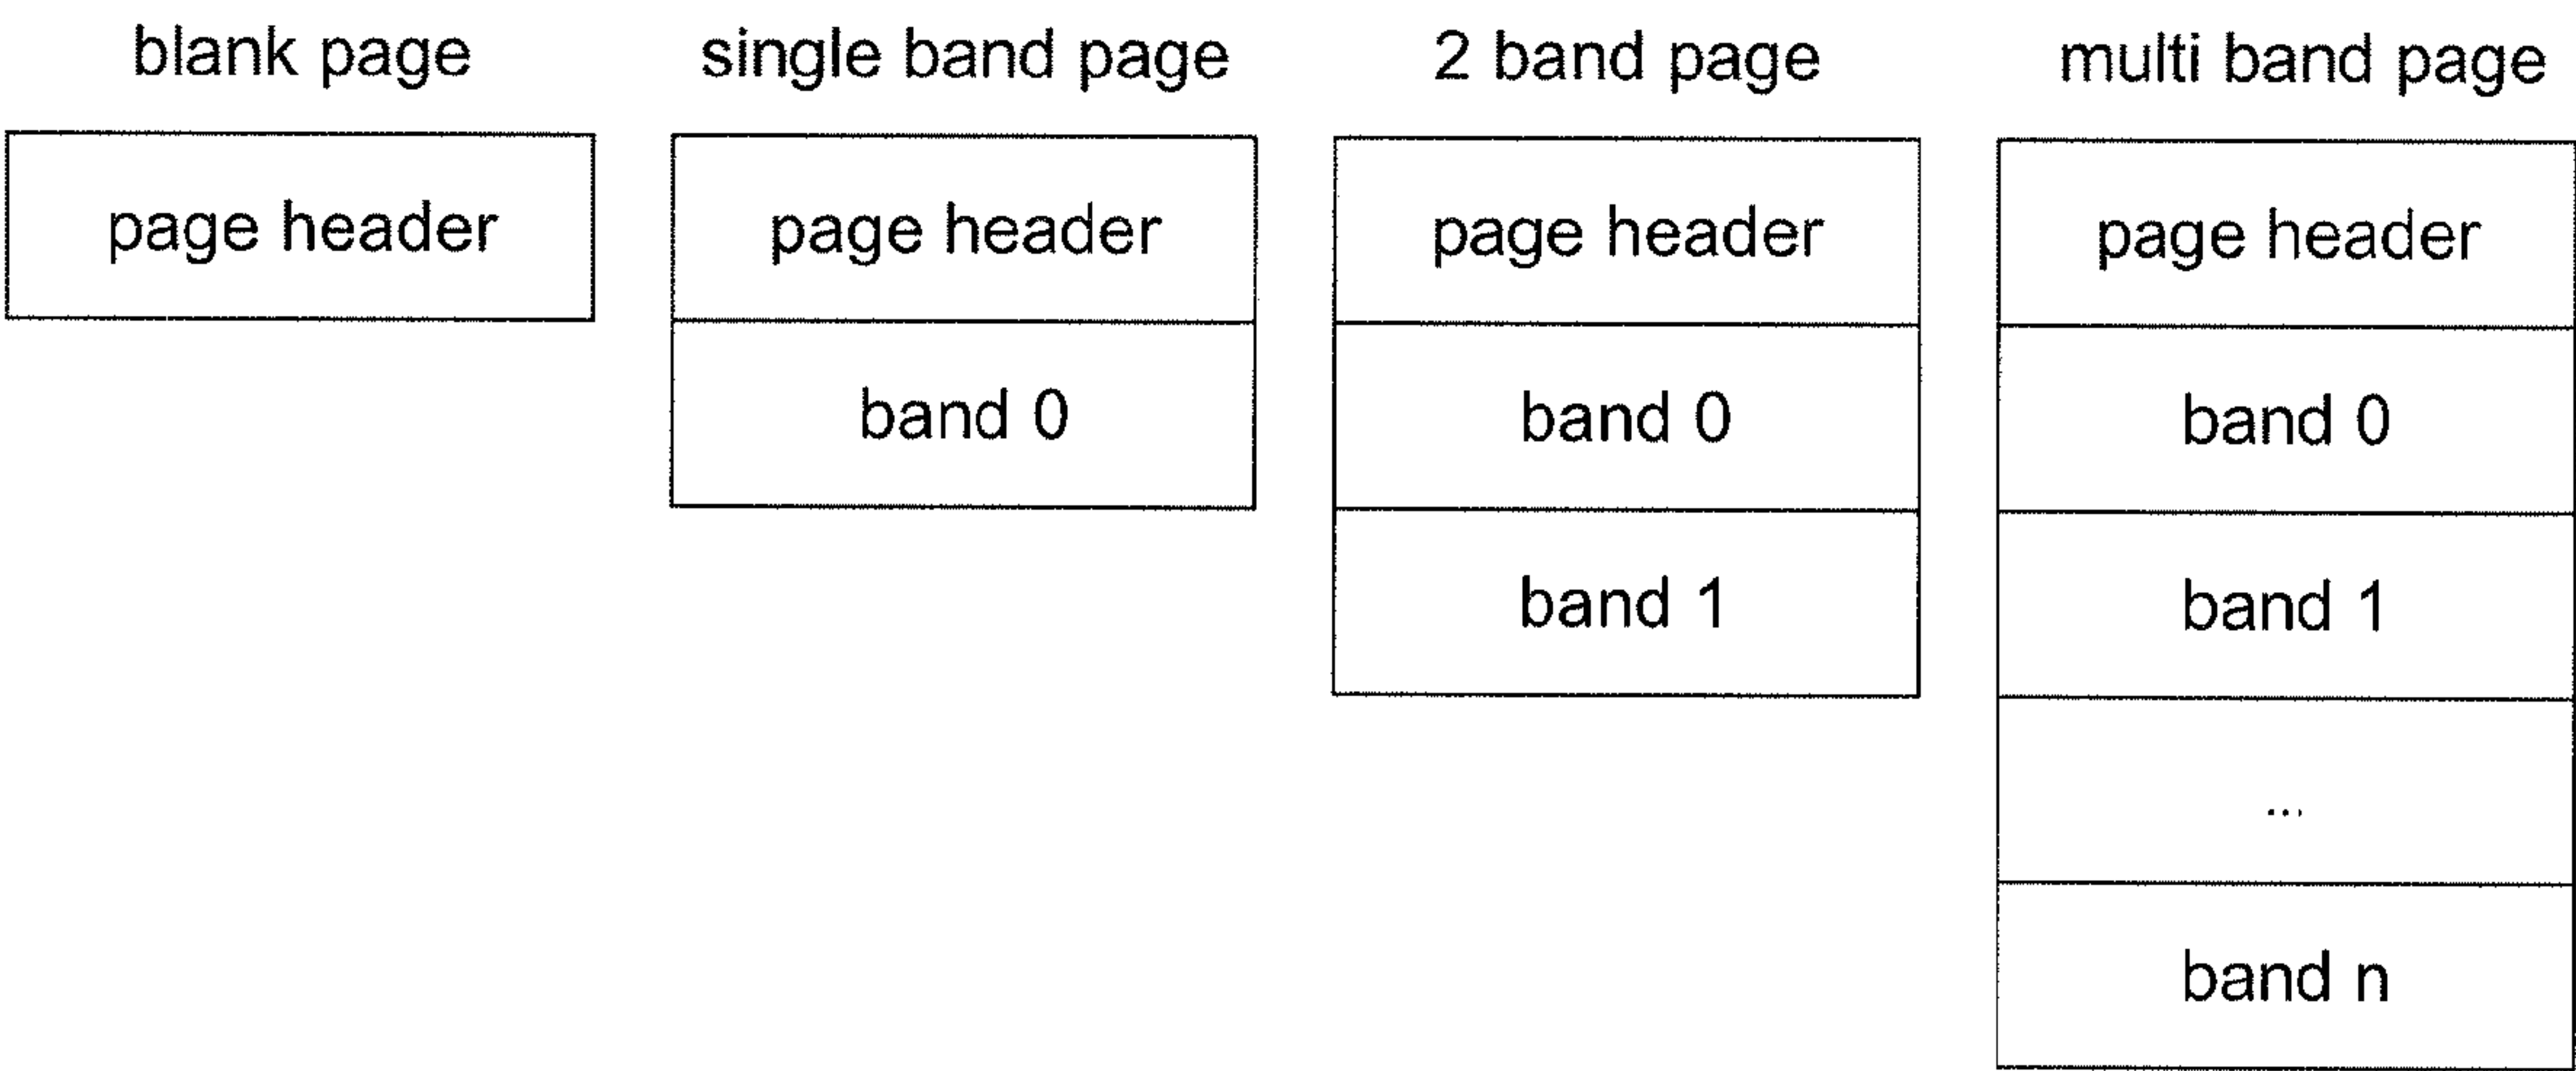 blank page
page header
single band page
page header
band 0
2 band page
page header
band 0
band 1
multi band page
page header
band 0
band 1
...
band n